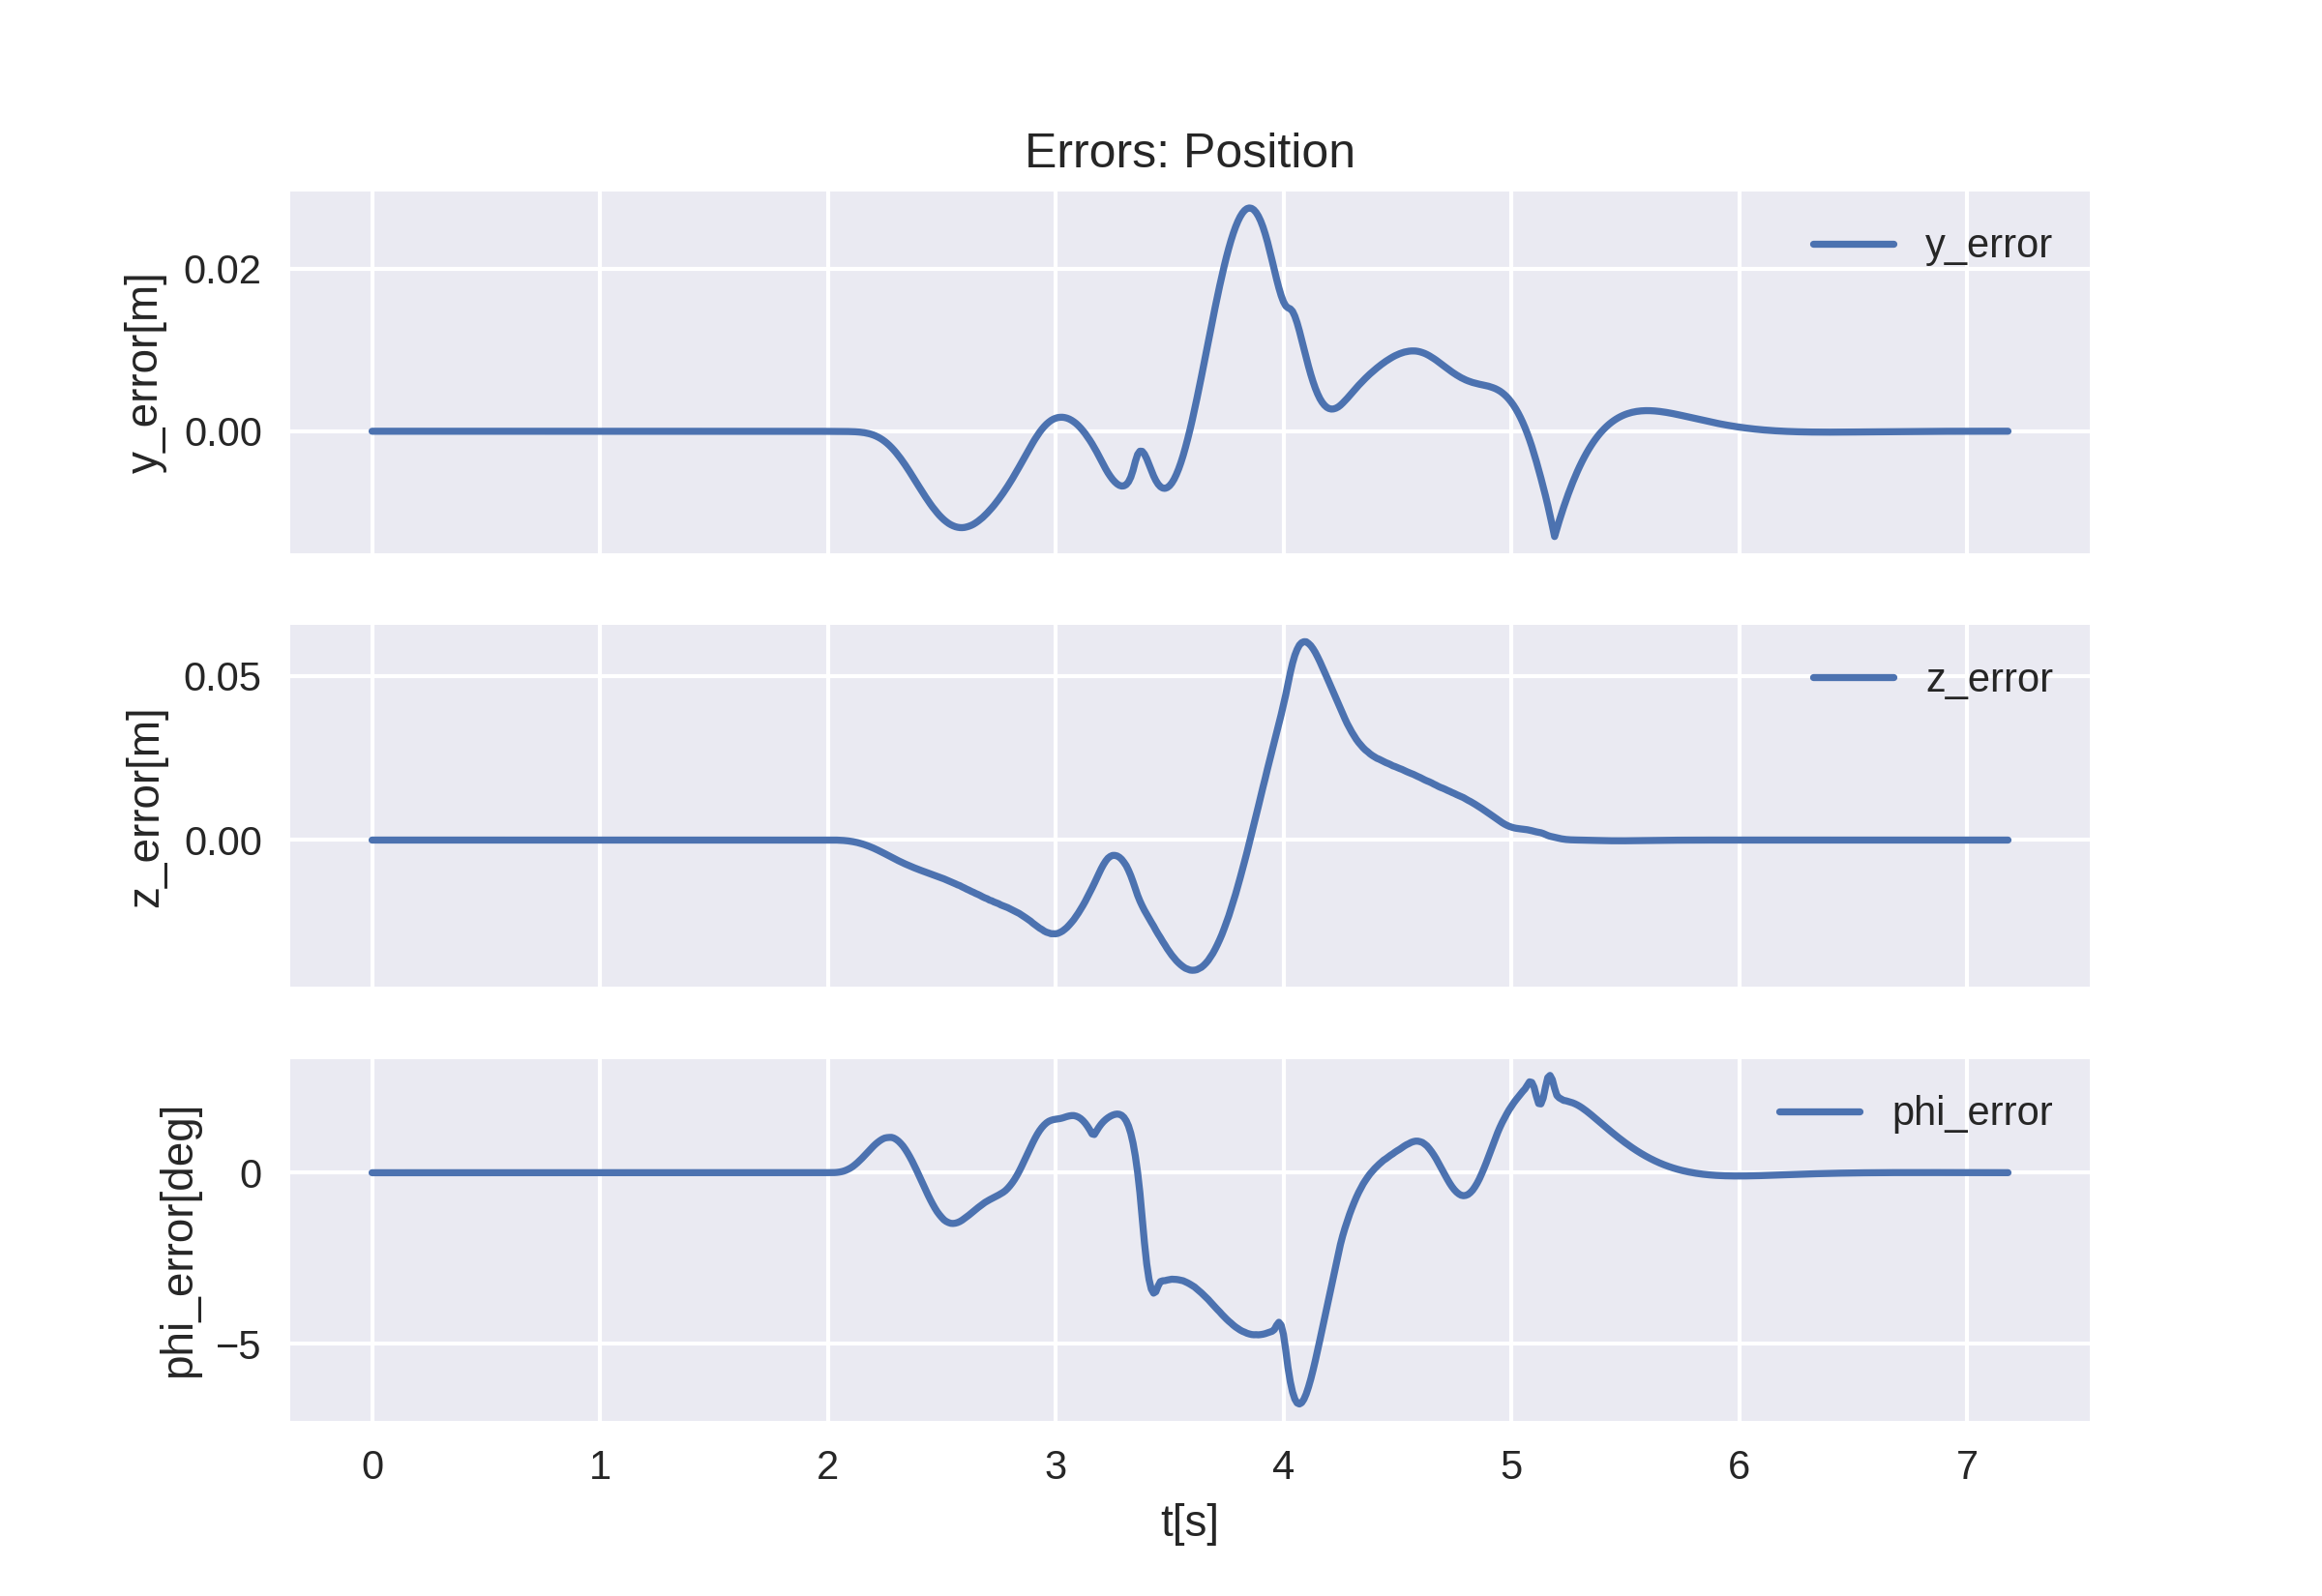 Errors: Position
y_error[m]
0.02
0.00
y_error
z_error[m]
0.05
0.00
z_error
phi_error[deg]
0
−5
phi_error
0 1 2 3 4 5 6 7
t[s]